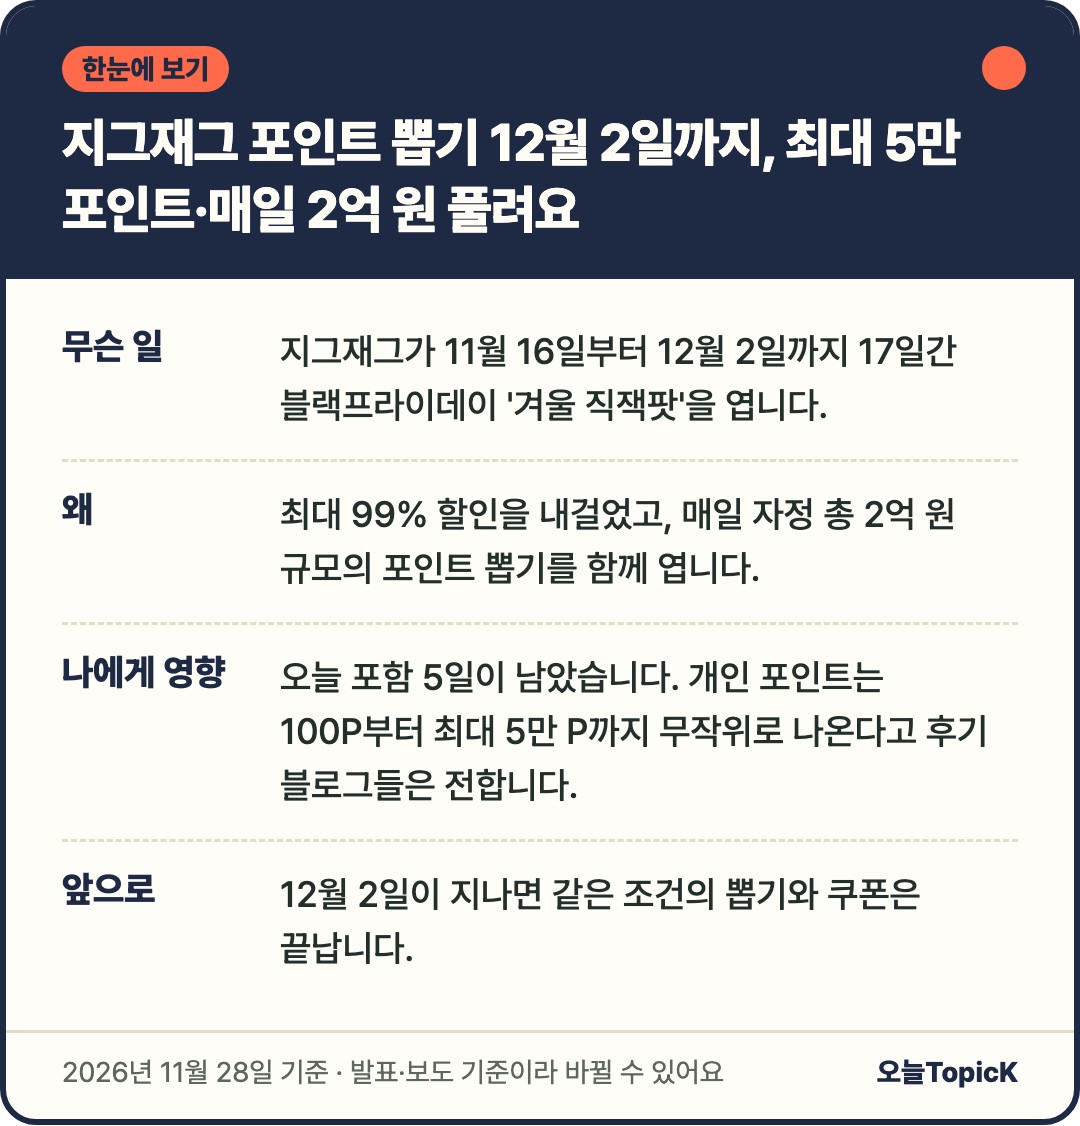 한눈에 보기
지그재그 포인트 뽑기 12월 2일까지, 최대 5만
포인트·매일 2억 원 풀려요
무슨 일
지그재그가 11월 16일부터 12월 2일까지 17일간
블랙프라이데이 '겨울 직잭팟'을 엽니다.
왜
최대 99% 할인을 내걸었고, 매일 자정 총 2억 원
규모의 포인트 뽑기를 함께 엽니다.
나에게 영향
오늘 포함 5일이 남았습니다. 개인 포인트는
100P부터 최대 5만 P까지 무작위로 나온다고 후기
블로그들은 전합니다.
앞으로
12월 2일이 지나면 같은 조건의 뽑기와 쿠폰은
끝납니다.
2026년 11월 28일 기준 · 발표·보도 기준이라 바뀔 수 있어요
오늘TopicK